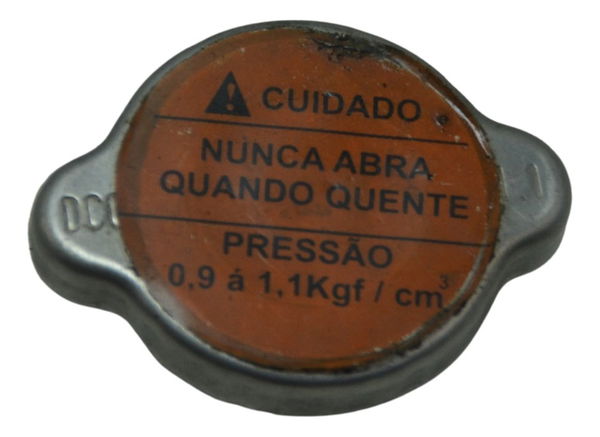 CUIDADO
NUNCA ABRA
QUANDO QUENTE
PRESSÃO
0,9 á 1,1Kgf / cm³